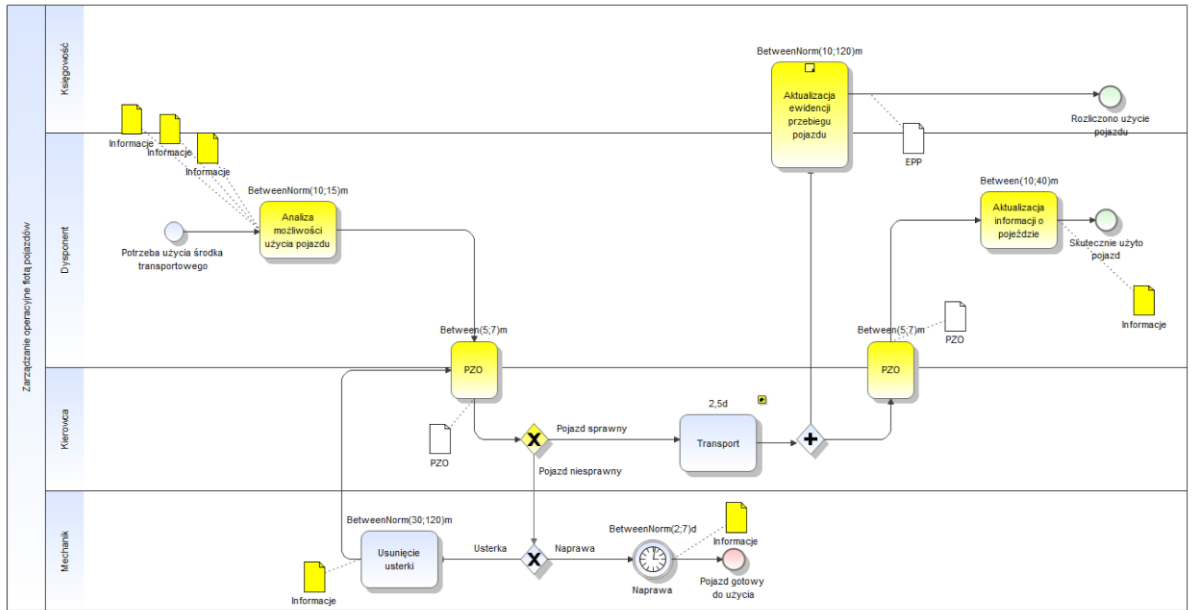 Zarządzanie operacyjne flotą pojazdów
Księgowość
BetweenNorm(10;120)m
Aktualizacja
ewidencji
przebiegu
pojazdu
Rozliczono użycie
pojazdu
EPP
Informacje
Informacje
Informacje
Dysponent
BetweenNorm(10;15)m
Analiza
możliwości
użycia pojazdu
Potrzeba użycia środka
transportowego
Between(10;40)m
Aktualizacja
informacji o
pojeździe
Skutecznie użyto
pojazd
Informacje
Between(5;7)m
PZO
PZO
Between(5;7)m
PZO
PZO
Kierowca
Pojazd sprawny
2,5d
Transport
Pojazd niesprawny
Mechanik
BetweenNorm(30;120)m
Usunięcie
usterki
Informacje
Usterka
Naprawa
BetweenNorm(2;7)d
Naprawa
Informacje
Pojazd gotowy
do użycia